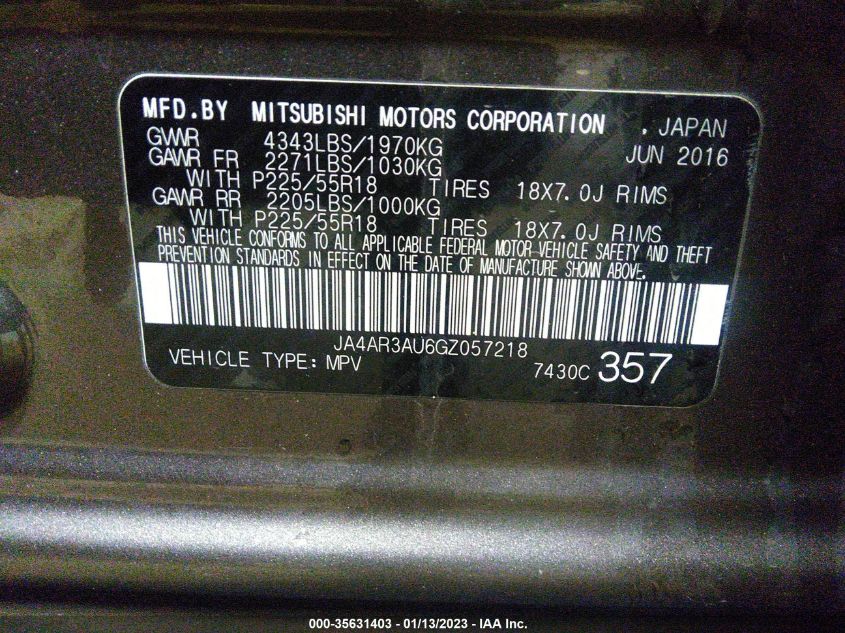 MFD.BY MITSUBISHI MOTORS CORPORATION . JAPAN
GVWR 4343LBS/1970KG JUN 2016
GAWR FR 2271LBS/1030KG
WITH P225/55R18 TIRES 18X7.0J RIMS
GAWR RR 2205LBS/1000KG
WITH P225/55R18 TIRES 18X7.0J RIMS
THIS VEHICLE CONFORMS TO ALL APPLICABLE FEDERAL MOTOR VEHICLE SAFETY AND THEFT
PREVENTION STANDARDS IN EFFECT ON THE DATE OF MANUFACTURE SHOWN ABOVE.
JA4AR3AU6GZ057218
VEHICLE TYPE: MPV 7430C 357
000-35631403 - 01/13/2023 - IAA Inc.